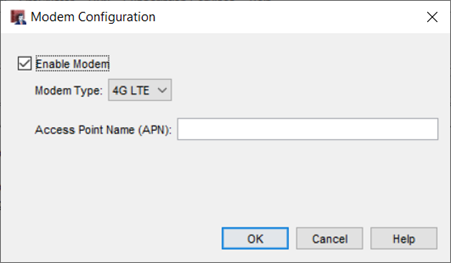 Modem Configuration
Enable Modem
Modem Type: 4G LTE
Access Point Name (APN):
OK Cancel Help